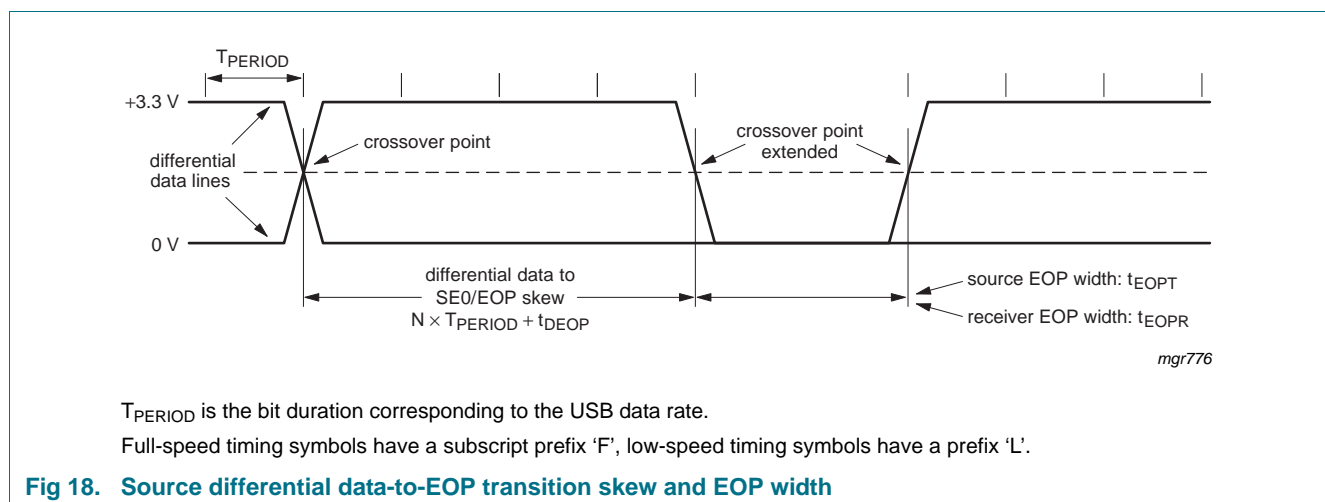 TPERIOD
+3.3 V
crossover point
crossover point
extended
differential
data lines
0 V
differential data to
SE0/EOP skew
N × TPERIOD + tDEOP
source EOP width: tEOPT
receiver EOP width: tEOPR
mgr776
TPERIOD is the bit duration corresponding to the USB data rate.
Full-speed timing symbols have a subscript prefix ‘F’, low-speed timing symbols have a prefix ‘L’.
Fig 18. Source differential data-to-EOP transition skew and EOP width